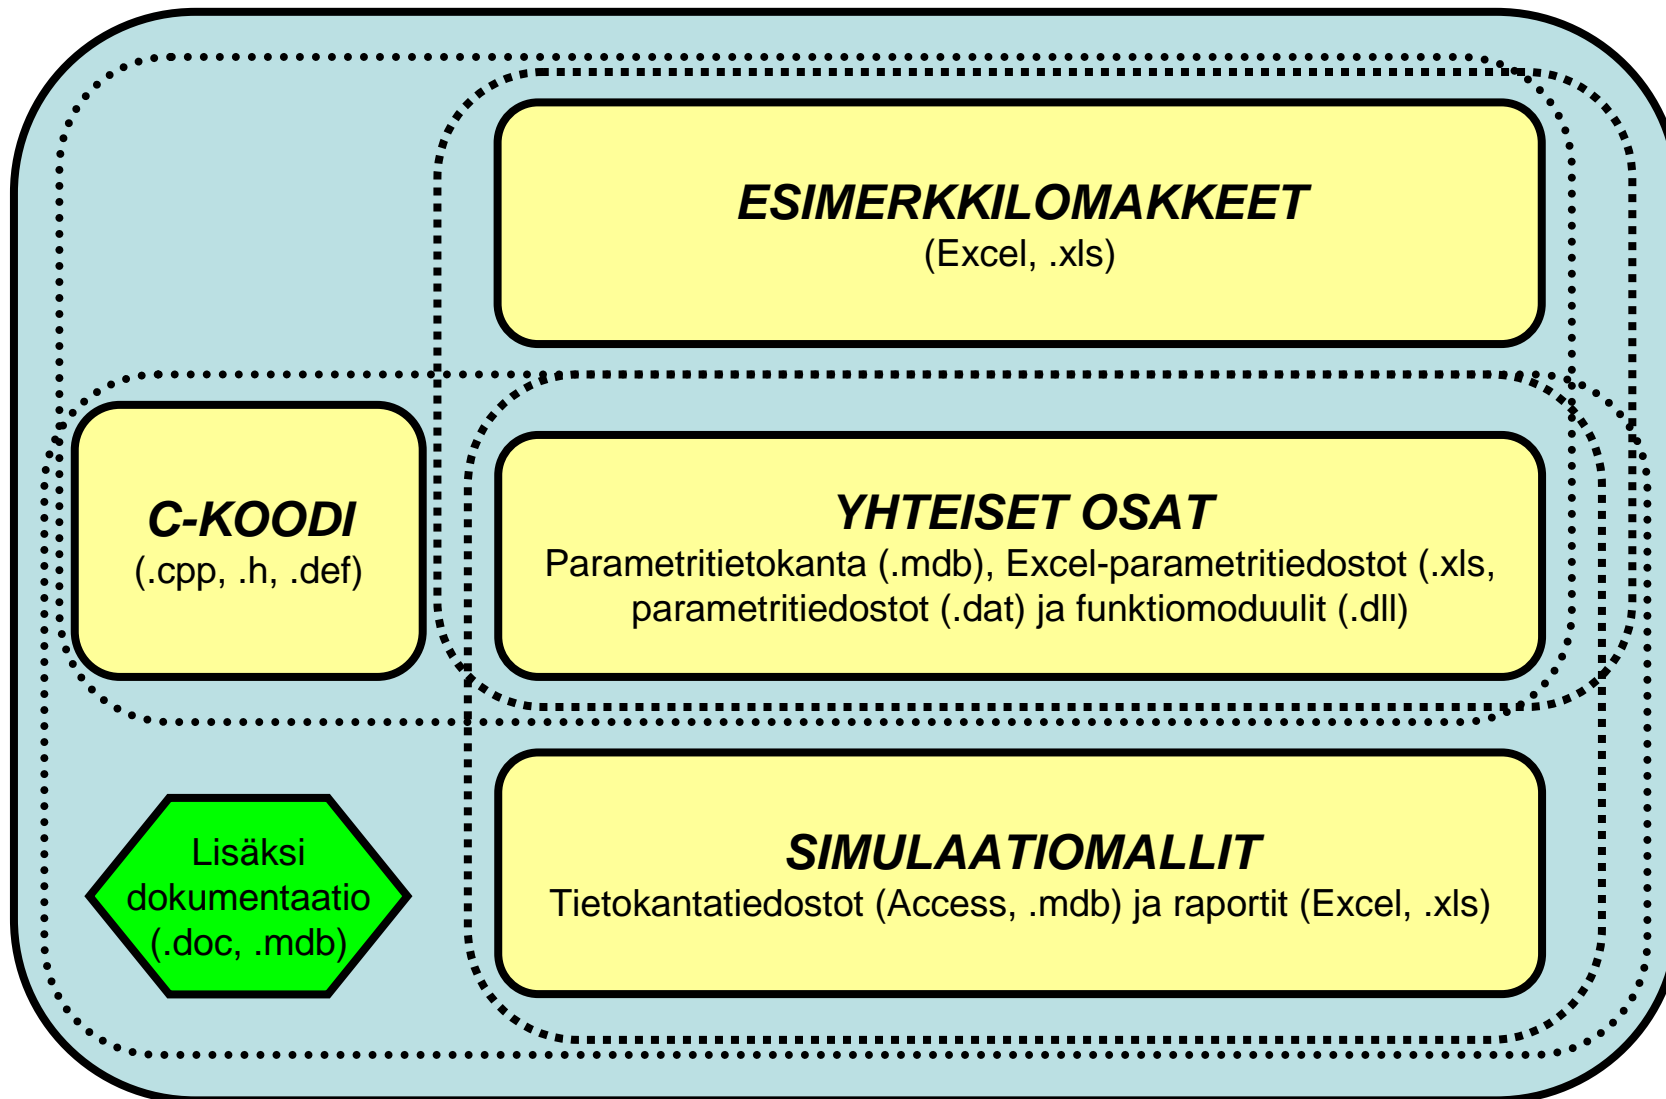 ESIMERKKILOMAKKEET
(Excel, .xls)
C-KOODI
(.cpp, .h, .def)
YHTEISET OSAT
Parametritietokanta (.mdb), Excel-parametritiedostot (.xls,
parametritiedostot (.dat) ja funktiomoduulit (.dll)
Lisäksi
dokumentaatio
(.doc, .mdb)
SIMULAATIOMALLIT
Tietokantatiedostot (Access, .mdb) ja raportit (Excel, .xls)